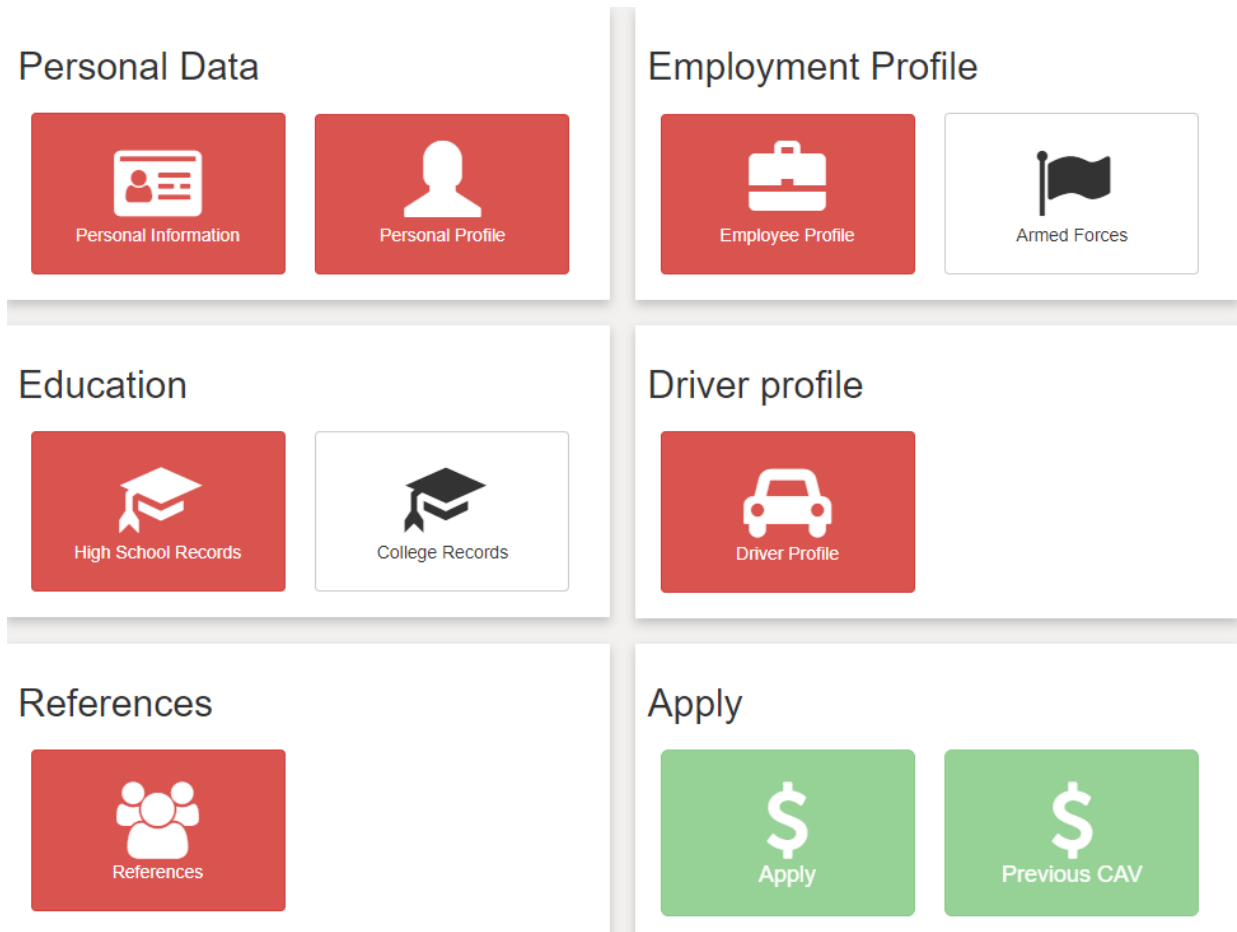 Personal Data
Personal Information
Personal Profile
Employment Profile
Employee Profile
Armed Forces
Education
High School Records
College Records
Driver profile
Driver Profile
References
References
Apply
$
Apply
$
Previous CAV